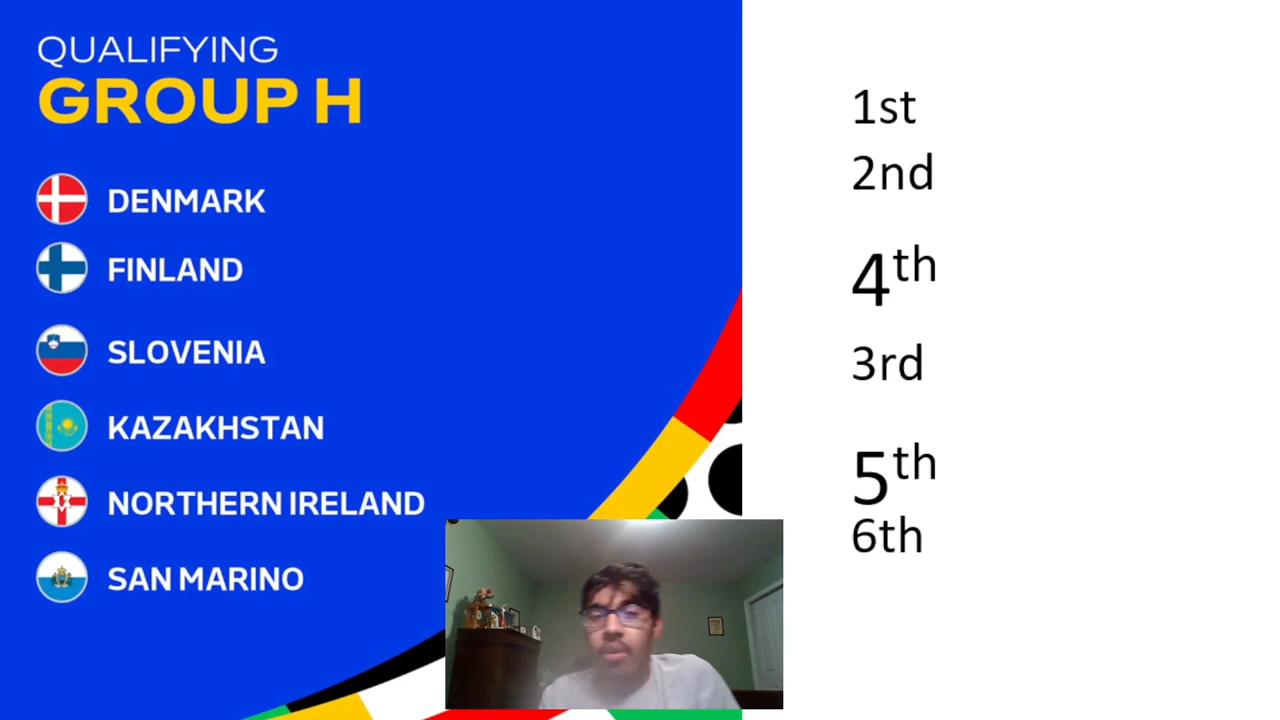 QUALIFYING
GROUP H
DENMARK
FINLAND
SLOVENIA
KAZAKHSTAN
NORTHERN IRELAND
SAN MARINO
1st
2nd
4th
3rd
5th
6th